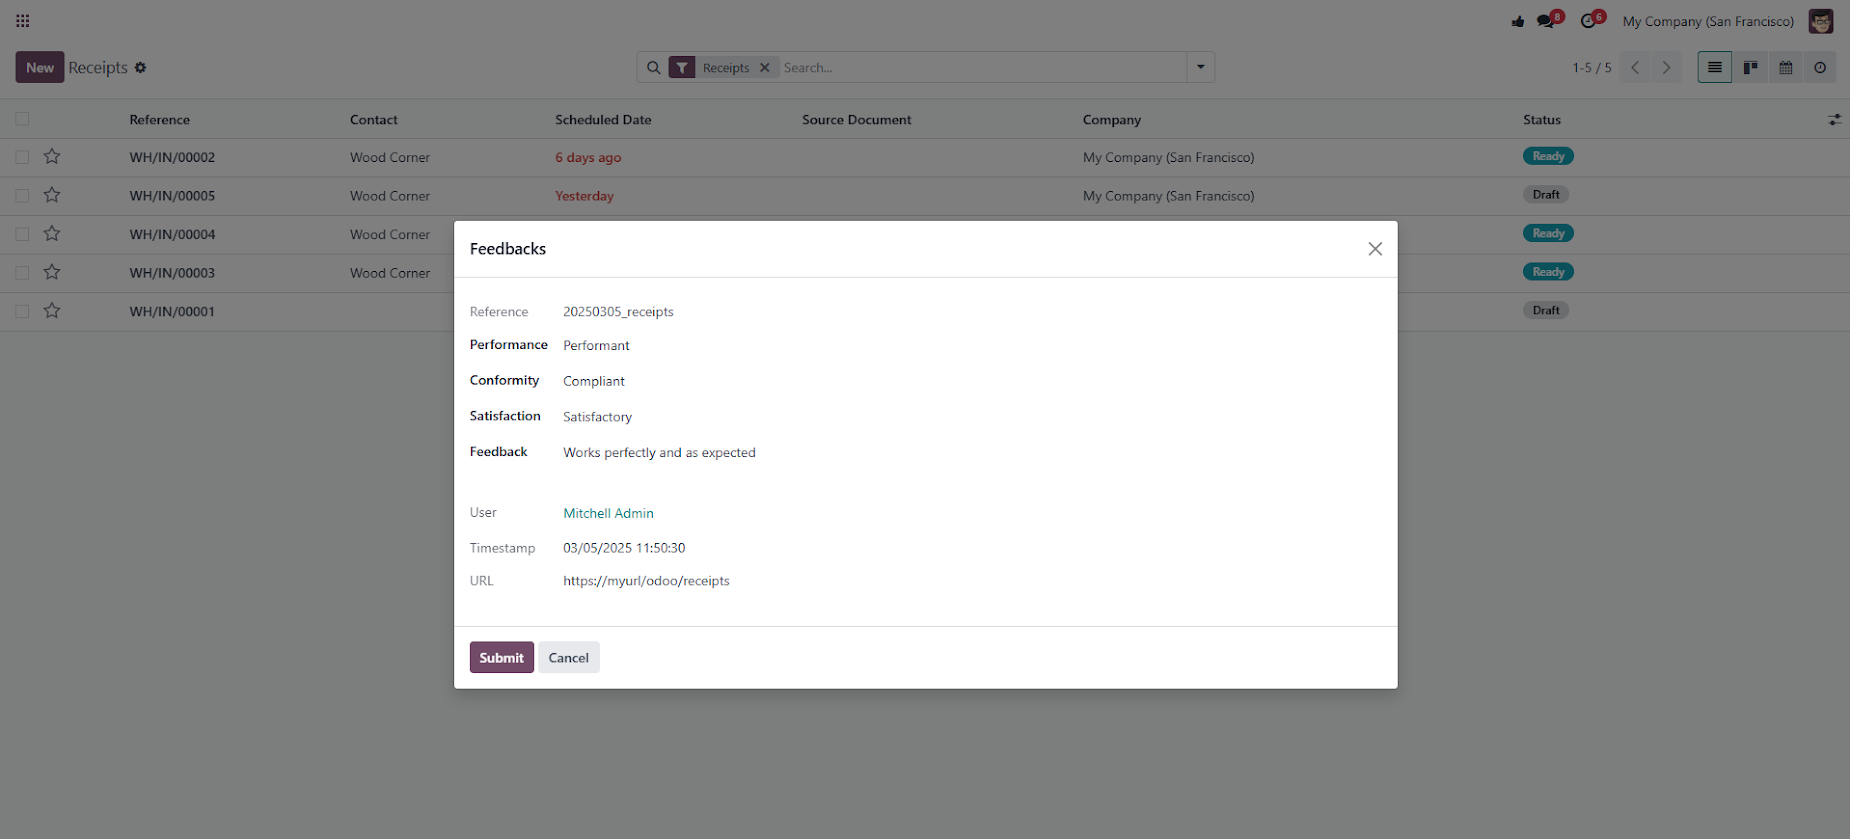 8 6 My Company (San Francisco)
New Receipts Receipts Search... 1-5 / 5
Reference Contact Scheduled Date Source Document Company Status
WH/IN/00002 Wood Corner 6 days ago My Company (San Francisco) Ready
WH/IN/00005 Wood Corner Yesterday My Company (San Francisco) Draft
WH/IN/00004 Wood Corner Ready
WH/IN/00003 Wood Corner Ready
WH/IN/00001 Draft
Feedbacks
Reference 20250305_receipts
Performance Performant
Conformity Compliant
Satisfaction Satisfactory
Feedback Works perfectly and as expected
User Mitchell Admin
Timestamp 03/05/2025 11:50:30
URL https://myurl/odoo/receipts
Submit Cancel